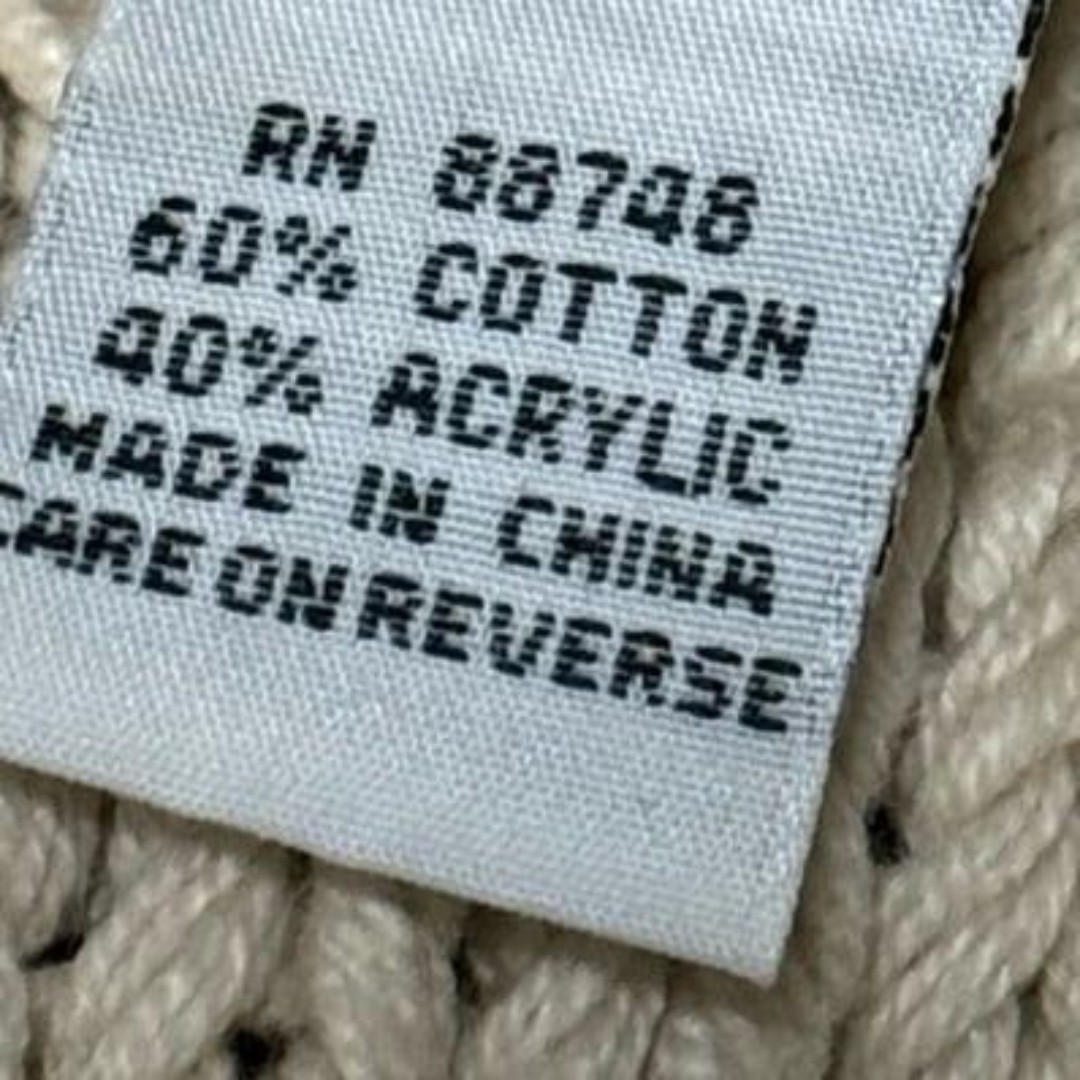 RN 88748
60% COTTON
40% ACRYLIC
MADE IN CHINA
CARE ON REVERSE